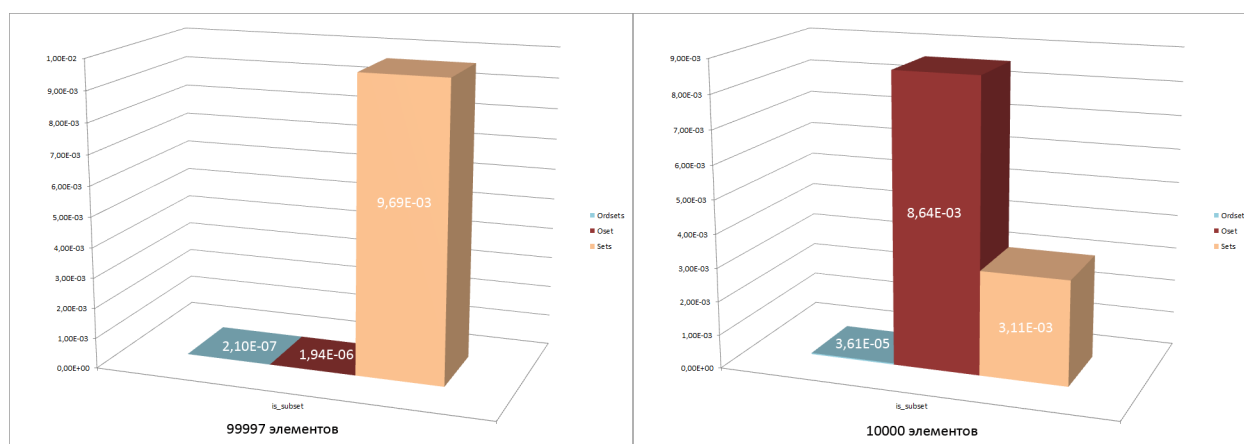 1,00E-02
9,00E-03
8,00E-03
7,00E-03
6,00E-03
5,00E-03
4,00E-03
3,00E-03
2,00E-03
1,00E-03
0,00E+00
2,10E-07
1,94E-06
9,69E-03
is_subset
Ordsets
Oset
Sets
99997 элементов
9,00E-03
8,00E-03
7,00E-03
6,00E-03
5,00E-03
4,00E-03
3,00E-03
2,00E-03
1,00E-03
0,00E+00
3,61E-05
8,64E-03
3,11E-03
is_subset
Ordsets
Oset
Sets
10000 элементов